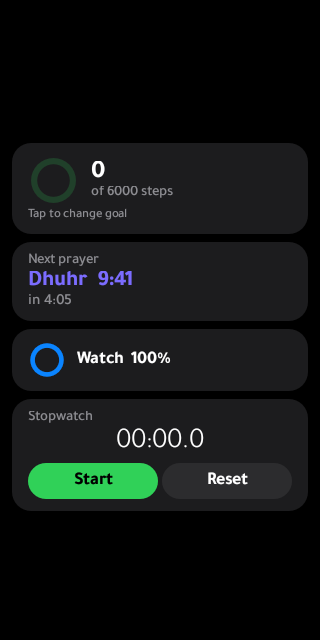 0
of 6000 steps
Tap to change goal
Next prayer
Dhuhr 9:41
in 4:05
Watch 100%
Stopwatch
00:00.0
Start
Reset